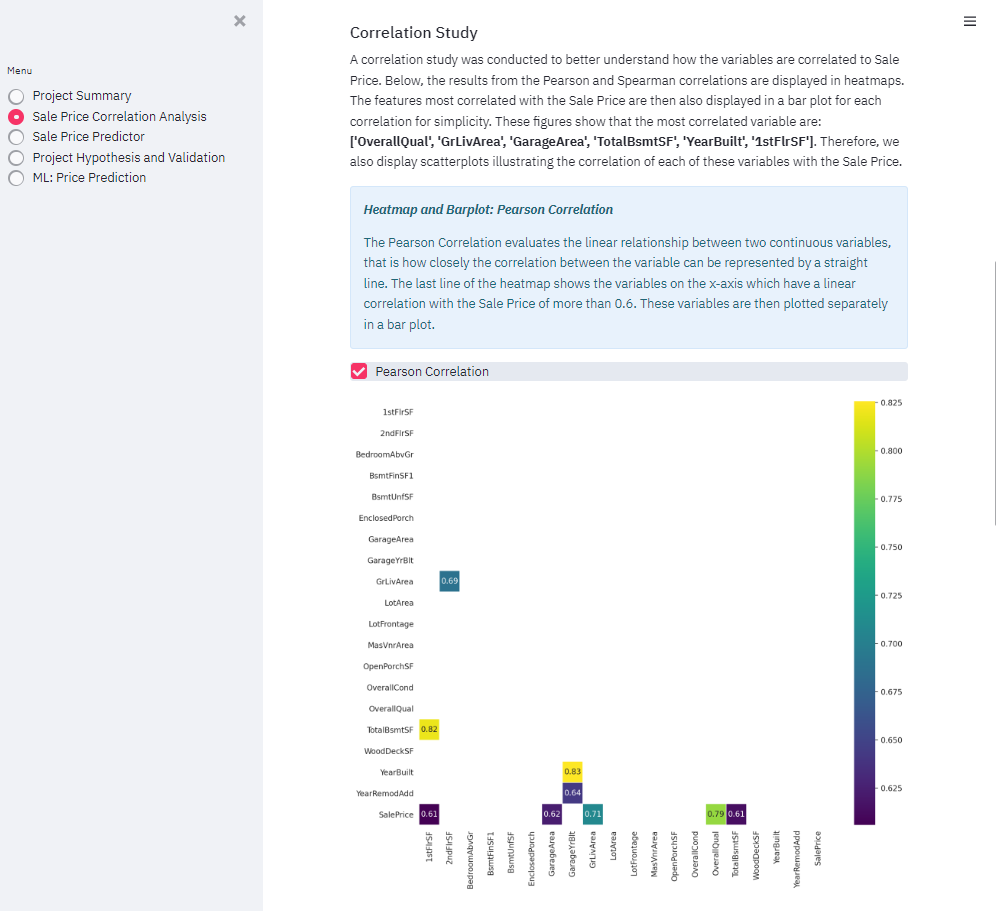 Menu
Project Summary
Sale Price Correlation Analysis
Sale Price Predictor
Project Hypothesis and Validation
ML: Price Prediction
Correlation Study
A correlation study was conducted to better understand how the variables are correlated to Sale
Price. Below, the results from the Pearson and Spearman correlations are displayed in heatmaps.
The features most correlated with the Sale Price are then also displayed in a bar plot for each
correlation for simplicity. These figures show that the most correlated variable are:
['OverallQual', 'GrLivArea', 'GarageArea', 'TotalBsmtSF', 'YearBuilt', '1stFlrSF']. Therefore, we
also display scatterplots illustrating the correlation of each of these variables with the Sale Price.
Heatmap and Barplot: Pearson Correlation
The Pearson Correlation evaluates the linear relationship between two continuous variables,
that is how closely the correlation between the variable can be represented by a straight
line. The last line of the heatmap shows the variables on the x-axis which have a linear
correlation with the Sale Price of more than 0.6. These variables are then plotted separately
in a bar plot.
Pearson Correlation
1stFlrSF
2ndFlrSF
BedroomAbvGr
BsmtFinSF1
BsmtUnfSF
EnclosedPorch
GarageArea
GarageYrBlt
GrLivArea
0.69
LotArea
LotFrontage
MasVnrArea
OpenPorchSF
OverallCond
OverallQual
TotalBsmtSF
0.82
WoodDeckSF
YearBuilt
0.83
YearRemodAdd
0.64
SalePrice
0.61
0.62
0.71
0.79
0.61
1stFlrSF
2ndFlrSF
BedroomAbvGr
BsmtFinSF1
BsmtUnfSF
EnclosedPorch
GarageArea
GarageYrBlt
GrLivArea
LotArea
LotFrontage
MasVnrArea
OpenPorchSF
OverallCond
OverallQual
TotalBsmtSF
WoodDeckSF
YearBuilt
YearRemodAdd
SalePrice
0.825
0.800
0.775
0.750
0.725
0.700
0.675
0.650
0.625